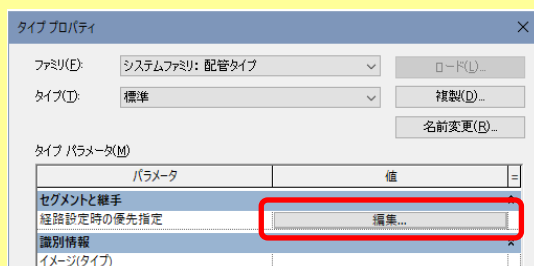 タイプ プロパティ
ファミリ(F): システムファミリ: 配管タイプ ロード(L)...
タイプ(T): 標準 複製(D)...
名前変更(R)...
タイプ パラメータ(M)
パラメータ 値 =
セグメントと継手
経路設定時の優先指定 編集...
識別情報
イメージ(タイプ)